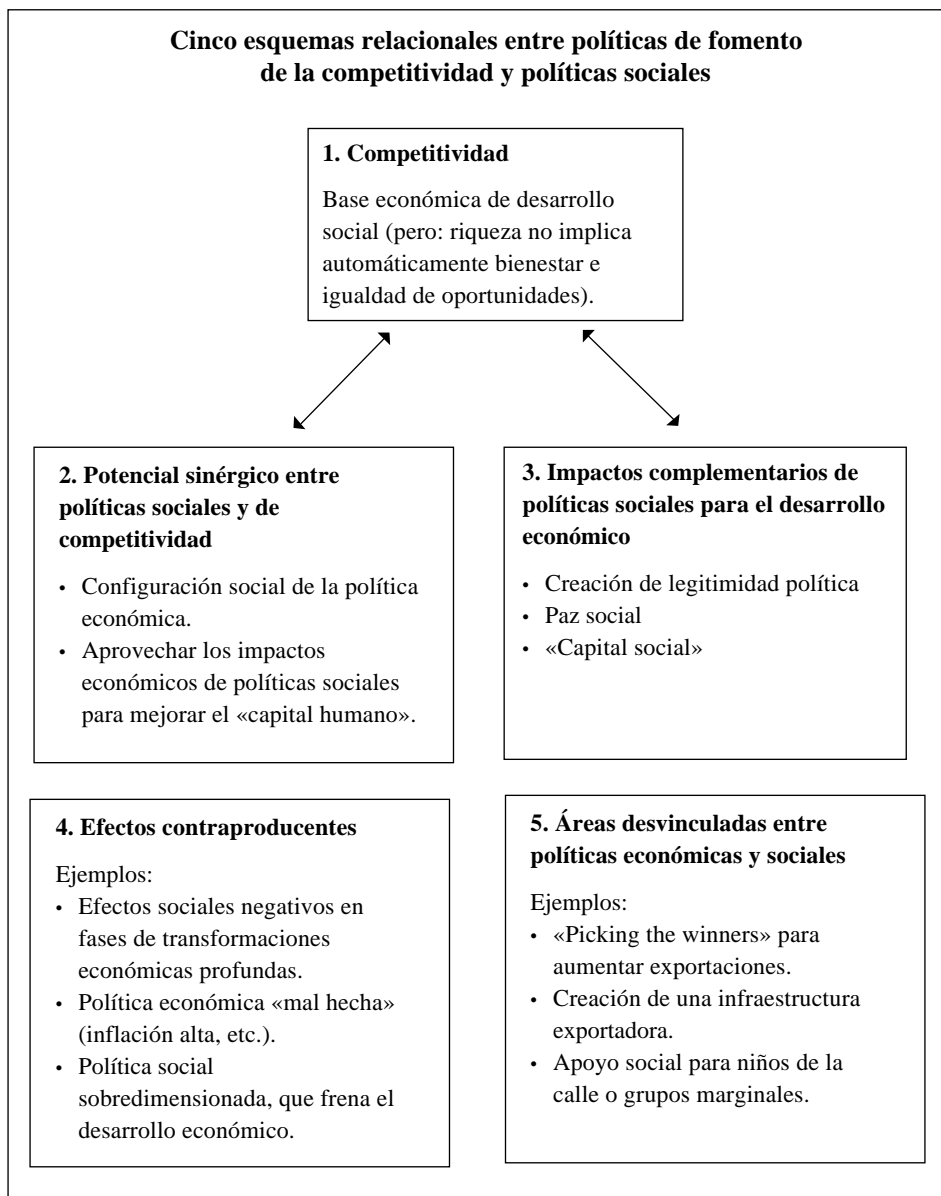 Cinco esquemas relacionales entre políticas de fomento
de la competitividad y políticas sociales
1. Competitividad
Base económica de desarrollo
social (pero: riqueza no implica
automáticamente bienestar e
igualdad de oportunidades).
2. Potencial sinérgico entre
políticas sociales y de
competitividad
• Configuración social de la política
económica.
• Aprovechar los impactos
económicos de políticas sociales
para mejorar el «capital humano».
3. Impactos complementarios de
políticas sociales para el desarrollo
económico
• Creación de legitimidad política
• Paz social
• «Capital social»
4. Efectos contraproducentes
Ejemplos:
• Efectos sociales negativos en
fases de transformaciones
económicas profundas.
• Política económica «mal hecha»
(inflación alta, etc.).
• Política social
sobredimensionada, que frena el
desarrollo económico.
5. Áreas desvinculadas entre
políticas económicas y sociales
Ejemplos:
• «Picking the winners» para
aumentar exportaciones.
• Creación de una infraestructura
exportadora.
• Apoyo social para niños de la
calle o grupos marginales.